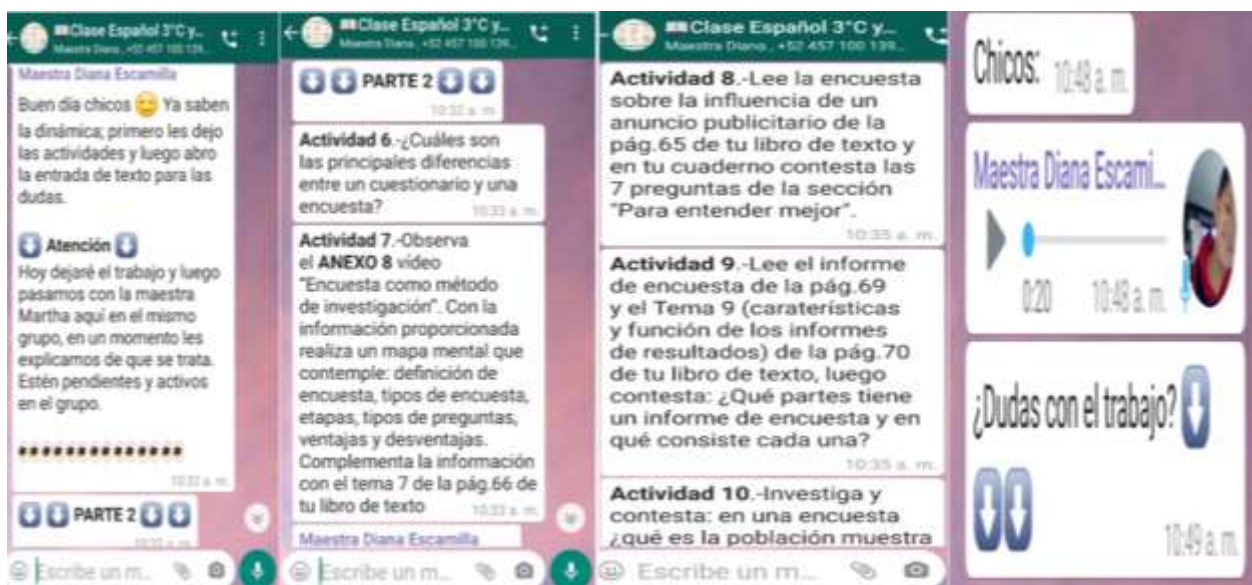 Clase Español 3°C y...
Maestra Diana , +52 457 100 139...
Maestra Diana Escamilla
Buen día chicos 😊 Ya saben
la dinámica; primero les dejo
las actividades y luego abro
la entrada de texto para las
dudas.
⬇️ Atención ⬇️
Hoy dejaré el trabajo y luego
pasamos con la maestra
Martha aquí en el mismo
grupo, en un momento les
explicamos de que se trata.
Estén pendientes y activos
en el grupo.
10:32 a. m.
⬇️⬇️ PARTE 2 ⬇️⬇️
10:32 a. m.
Escribe un m...
Clase Español 3°C y...
Maestra Diana , +52 457 100 139...
⬇️⬇️ PARTE 2 ⬇️⬇️
10:32 a. m.
Actividad 6.-¿Cuáles son
las principales diferencias
entre un cuestionario y una
encuesta?
10:33 a. m.
Actividad 7.-Observa
el ANEXO 8 video
"Encuesta como método
de investigación". Con la
información proporcionada
realiza un mapa mental que
contemple: definición de
encuesta, tipos de encuesta,
etapas, tipos de preguntas,
ventajas y desventajas.
Complementa la información
con el tema 7 de la pág.66 de
tu libro de texto
10:33 a. m.
Maestra Diana Escamilla
Escribe un m...
Clase Español 3°C y...
Maestra Diana , +52 457 100 139...
Actividad 8.-Lee la encuesta
sobre la influencia de un
anuncio publicitario de la
pág.65 de tu libro de texto y
en tu cuaderno contesta las
7 preguntas de la sección
"Para entender mejor".
10:35 a. m.
Actividad 9.-Lee el informe
de encuesta de la pág.69
y el Tema 9 (caraterísticas
y función de los informes
de resultados) de la pág.70
de tu libro de texto, luego
contesta: ¿Qué partes tiene
un informe de encuesta y en
qué consiste cada una?
10:35 a. m.
Actividad 10.-Investiga y
contesta: en una encuesta
¿qué es la población muestra
Escribe un m...
Chicos:
10:48 a. m.
Maestra Diana Escami...
0:20 10:48 a. m.
¿Dudas con el trabajo? ⬇️
⬇️⬇️
10:49 a. m.